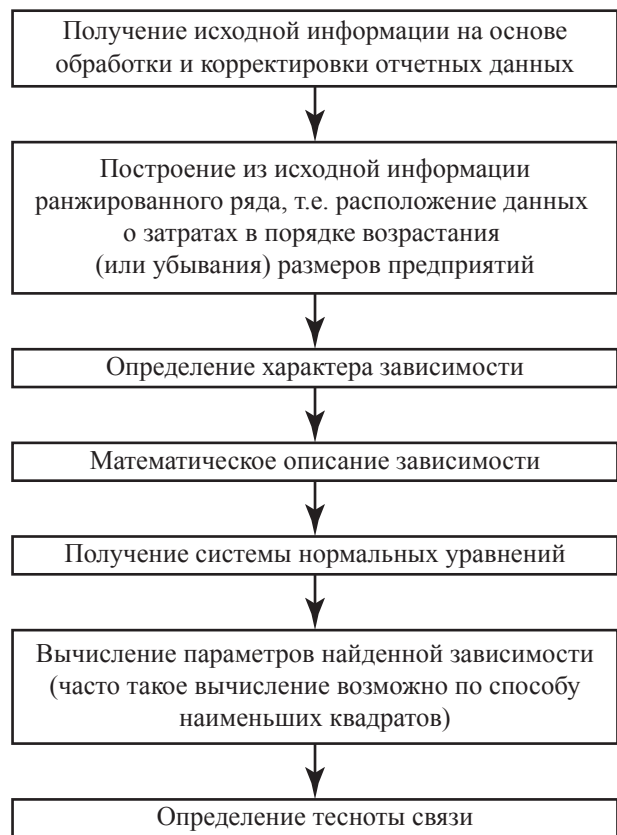 Получение исходной информации на основе
обработки и корректировки отчетных данных
Построение из исходной информации
ранжированного ряда, т.е. расположение данных
о затратах в порядке возрастания
(или убывания) размеров предприятий
Определение характера зависимости
Математическое описание зависимости
Получение системы нормальных уравнений
Вычисление параметров найденной зависимости
(часто такое вычисление возможно по способу
наименьших квадратов)
Определение тесноты связи